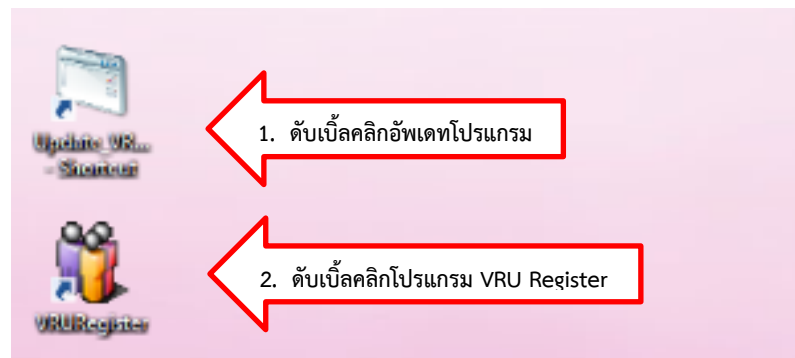 Update_VR...
- Shortcut
1. ดับเบิ้ลคลิกอัพเดทโปรแกรม
VRURegister
2. ดับเบิ้ลคลิกโปรแกรม VRU Register